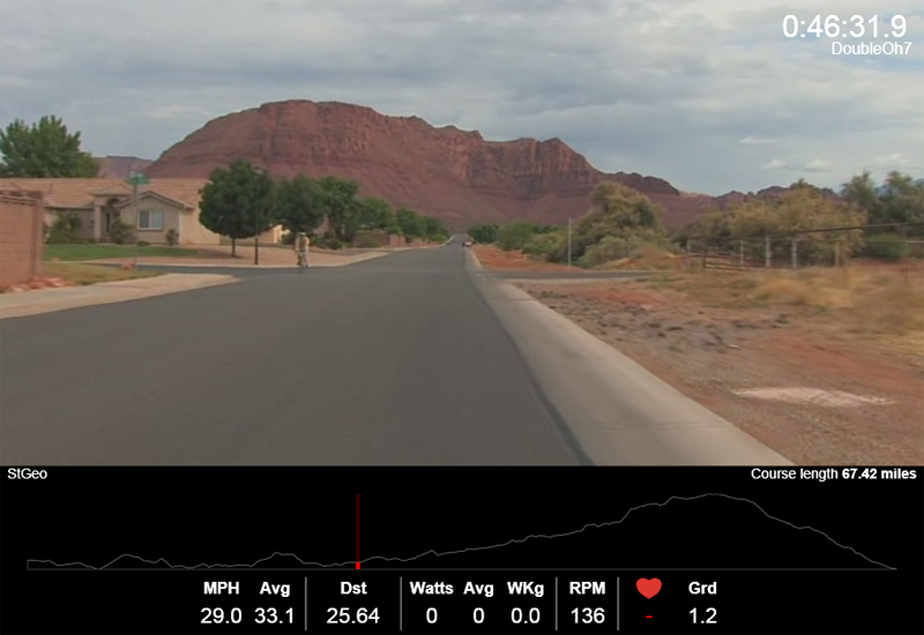 0:46:31.9
DoubleOh7
StGeo Course length 67.42 miles
MPH Avg Dst Watts Avg WKg RPM Grd
29.0 33.1 25.64 0 0 0.0 136 - 1.2